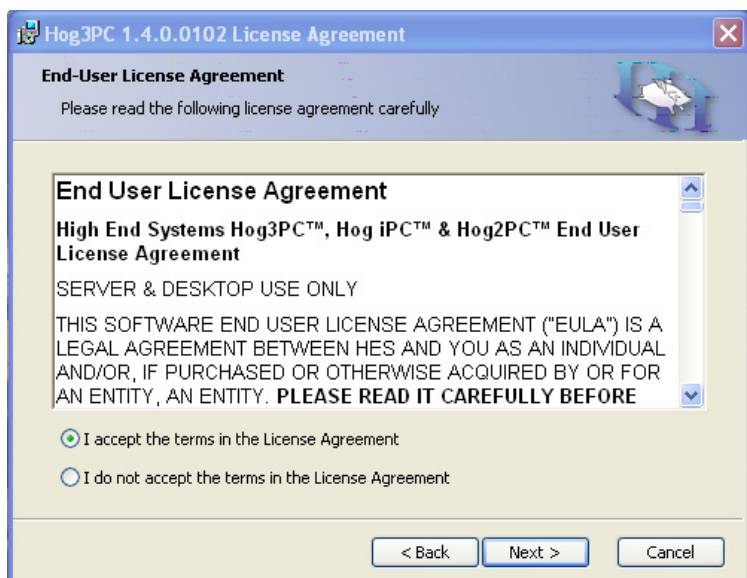 Hog3PC 1.4.0.0102 License Agreement
End-User License Agreement
Please read the following license agreement carefully
End User License Agreement
High End Systems Hog3PC™, Hog iPC™ & Hog2PC™ End User
License Agreement
SERVER & DESKTOP USE ONLY
THIS SOFTWARE END USER LICENSE AGREEMENT ("EULA") IS A
LEGAL AGREEMENT BETWEEN HES AND YOU AS AN INDIVIDUAL
AND/OR, IF PURCHASED OR OTHERWISE ACQUIRED BY OR FOR
AN ENTITY, AN ENTITY. PLEASE READ IT CAREFULLY BEFORE
I accept the terms in the License Agreement
I do not accept the terms in the License Agreement
< Back Next > Cancel